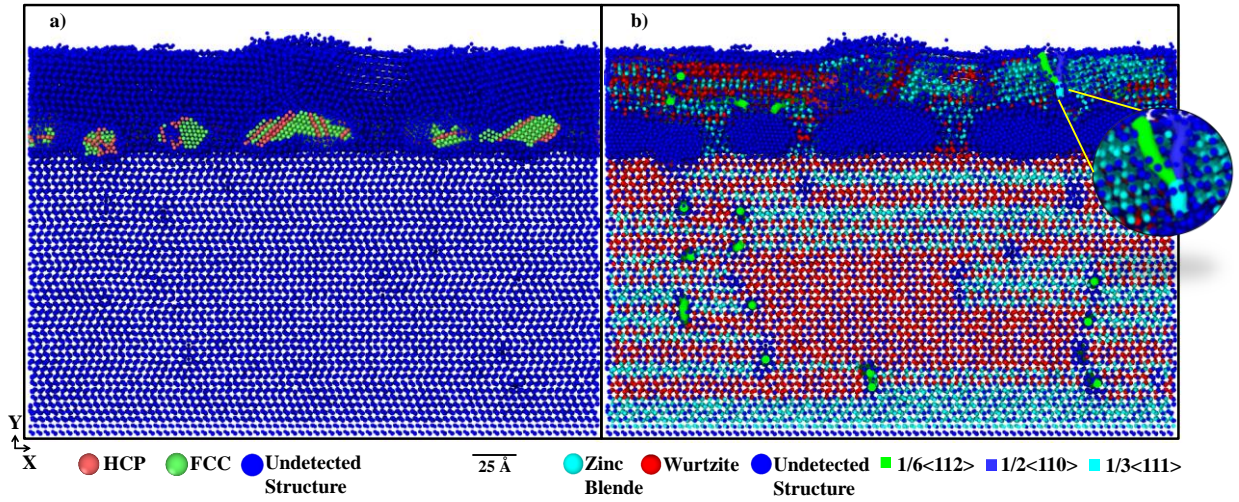 a)
b)
Y
X
HCP
FCC
Undetected
Structure
25 Å
Zinc
Blende
Wurtzite
Undetected
Structure
1/6<112>
1/2<110>
1/3<111>